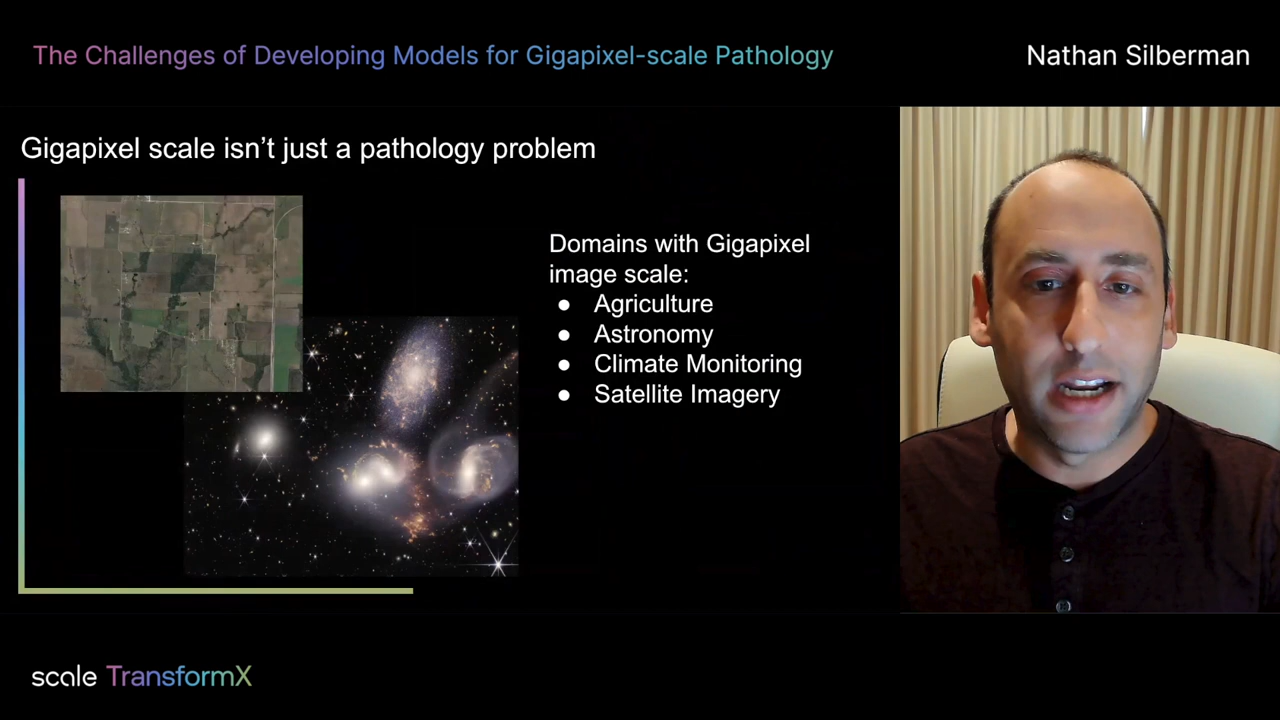 The Challenges of Developing Models for Gigapixel-scale Pathology
Nathan Silberman
Gigapixel scale isn't just a pathology problem
Domains with Gigapixel
image scale:
● Agriculture
● Astronomy
● Climate Monitoring
● Satellite Imagery
scale TransformX